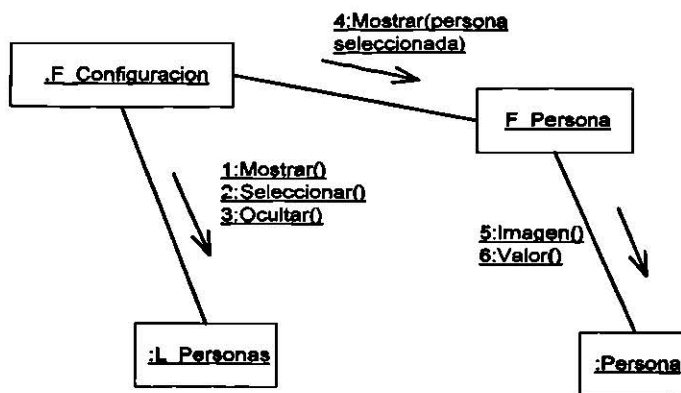 4:Mostrar(persona
seleccionada)
:F_Configuracion
F_Persona
1:Mostrar()
2:Seleccionar()
3:Ocultar()
5:Imagen()
6:Valor()
:L_Personas
:Persona